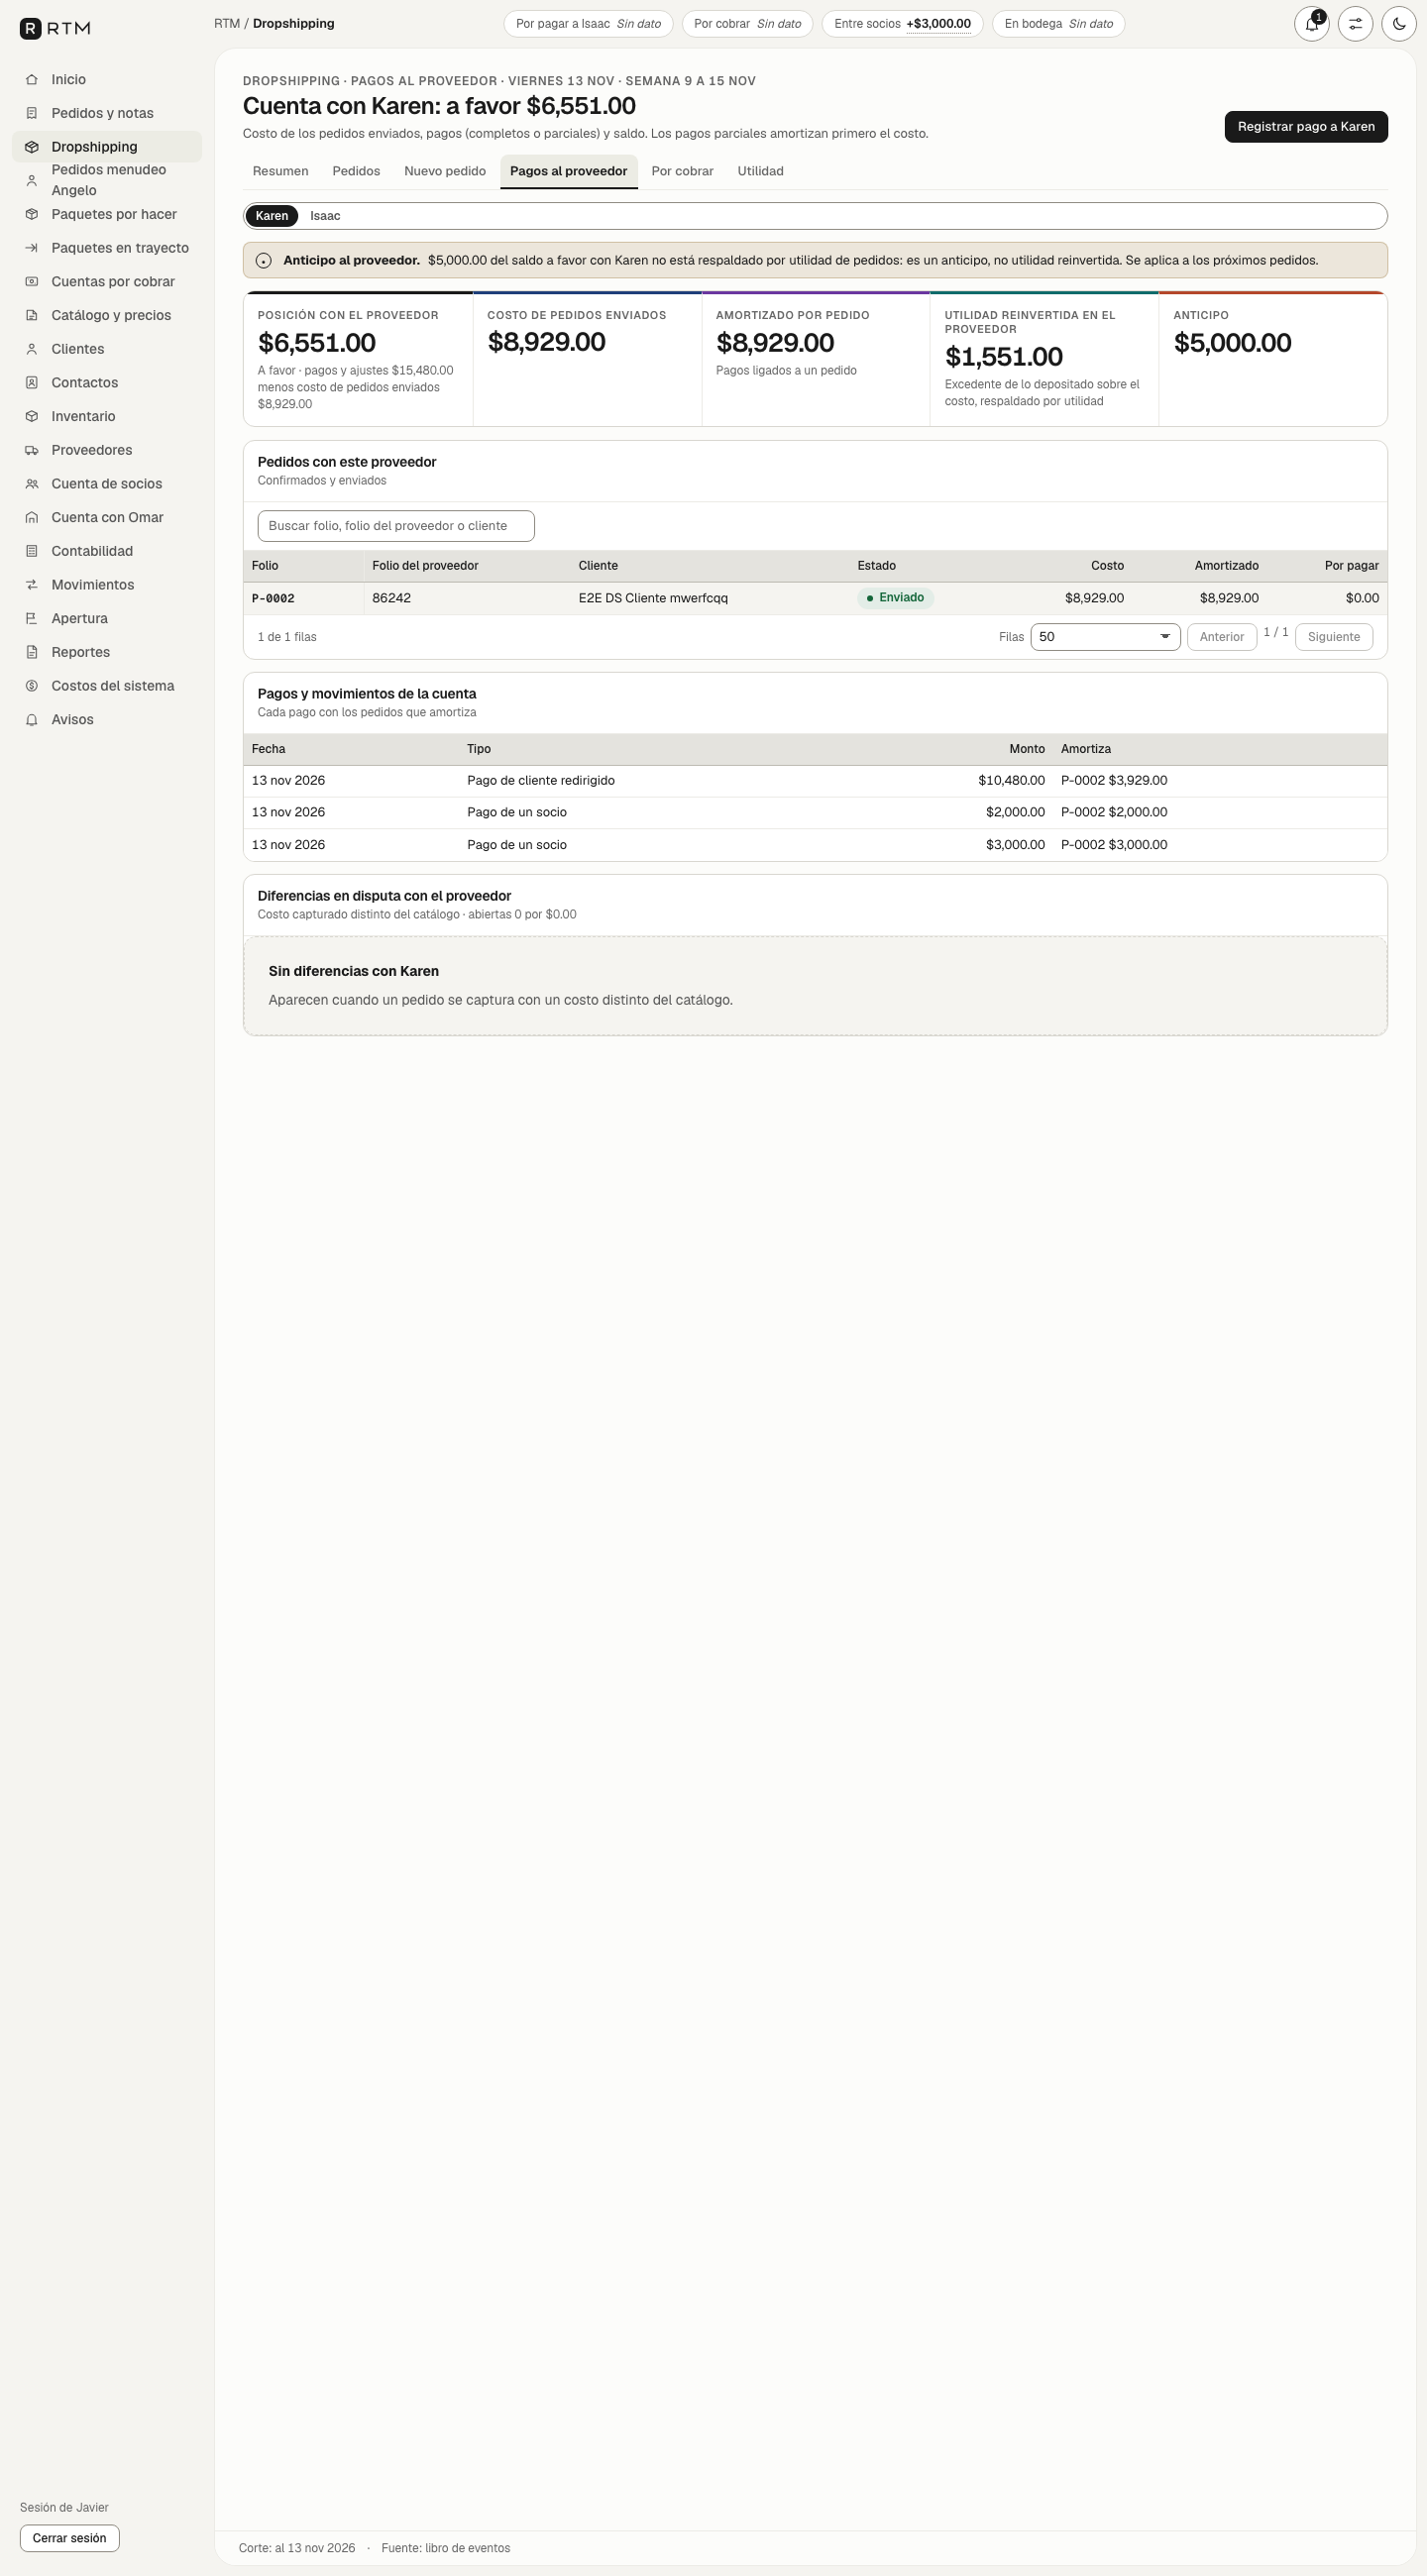 R RTM
Inicio
Pedidos y notas
Dropshipping
Pedidos menudeo
Angelo
Paquetes por hacer
Paquetes en trayecto
Cuentas por cobrar
Catálogo y precios
Clientes
Contactos
Inventario
Proveedores
Cuenta de socios
Cuenta con Omar
Contabilidad
Movimientos
Apertura
Reportes
Costos del sistema
Avisos
Sesión de Javier
Cerrar sesión
RTM / Dropshipping
Por pagar a Isaac Sin dato
Por cobrar Sin dato
Entre socios +$3,000.00
En bodega Sin dato
1
DROPSHIPPING · PAGOS AL PROVEEDOR · VIERNES 13 NOV · SEMANA 9 A 15 NOV
Cuenta con Karen: a favor $6,551.00
Costo de los pedidos enviados, pagos (completos o parciales) y saldo. Los pagos parciales amortizan primero el costo.
Registrar pago a Karen
Resumen Pedidos Nuevo pedido Pagos al proveedor Por cobrar Utilidad
Karen Isaac
Anticipo al proveedor. $5,000.00 del saldo a favor con Karen no está respaldado por utilidad de pedidos: es un anticipo, no utilidad reinvertida. Se aplica a los próximos pedidos.
POSICIÓN CON EL PROVEEDOR
$6,551.00
A favor · pagos y ajustes $15,480.00
menos costo de pedidos enviados
$8,929.00
COSTO DE PEDIDOS ENVIADOS
$8,929.00
AMORTIZADO POR PEDIDO
$8,929.00
Pagos ligados a un pedido
UTILIDAD REINVERTIDA EN EL
PROVEEDOR
$1,551.00
Excedente de lo depositado sobre el
costo, respaldado por utilidad
ANTICIPO
$5,000.00
Pedidos con este proveedor
Confirmados y enviados
Buscar folio, folio del proveedor o cliente
Folio Folio del proveedor Cliente Estado Costo Amortizado Por pagar
P-0002 86242 E2E DS Cliente mwerfcqq Enviado $8,929.00 $8,929.00 $0.00
1 de 1 filas Filas 50 Anterior 1 / 1 Siguiente
Pagos y movimientos de la cuenta
Cada pago con los pedidos que amortiza
Fecha Tipo Monto Amortiza
13 nov 2026 Pago de cliente redirigido $10,480.00 P-0002 $3,929.00
13 nov 2026 Pago de un socio $2,000.00 P-0002 $2,000.00
13 nov 2026 Pago de un socio $3,000.00 P-0002 $3,000.00
Diferencias en disputa con el proveedor
Costo capturado distinto del catálogo · abiertas 0 por $0.00
Sin diferencias con Karen
Aparecen cuando un pedido se captura con un costo distinto del catálogo.
Corte: al 13 nov 2026 · Fuente: libro de eventos